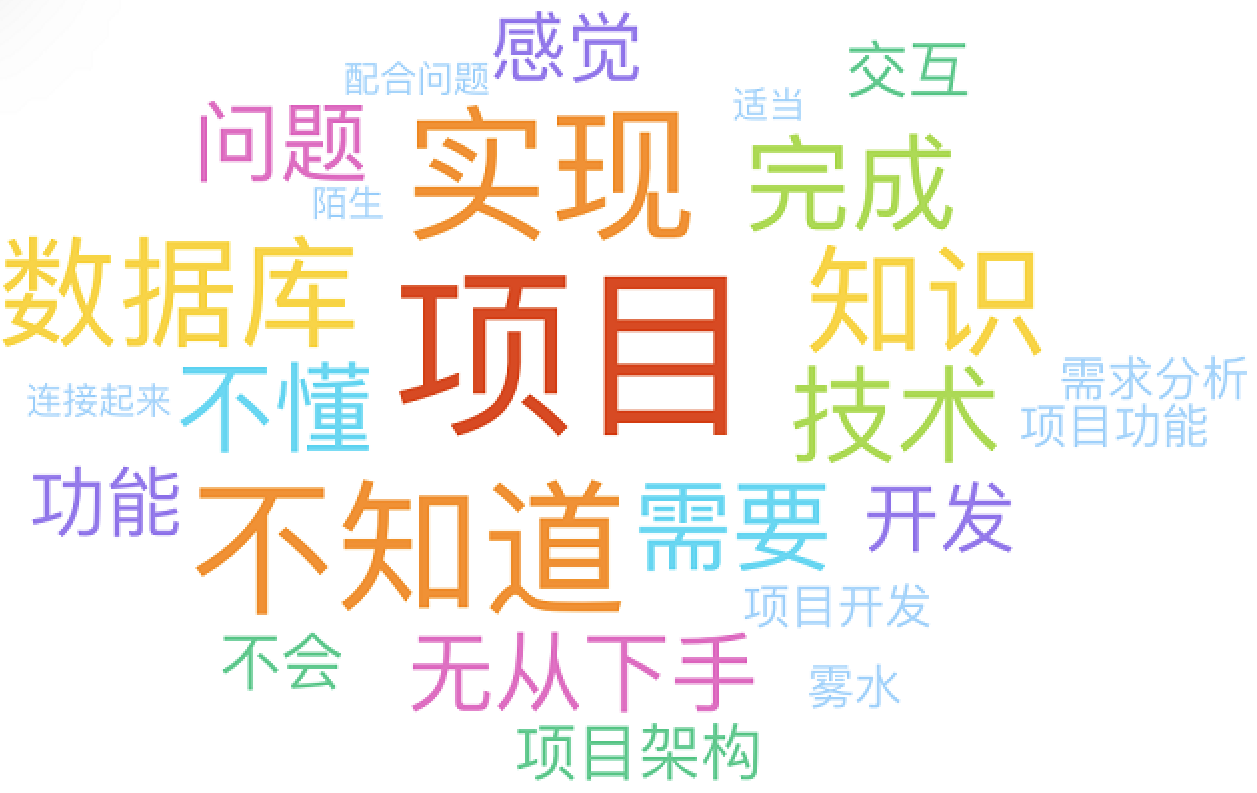 感觉
交互
配合问题
适当
问题
实现
完成
陌生
数据库
项目
知识
不懂
技术
需求分析
连接起来
项目功能
功能
不知道
需要
开发
项目开发
不会
无从下手
雾水
项目架构